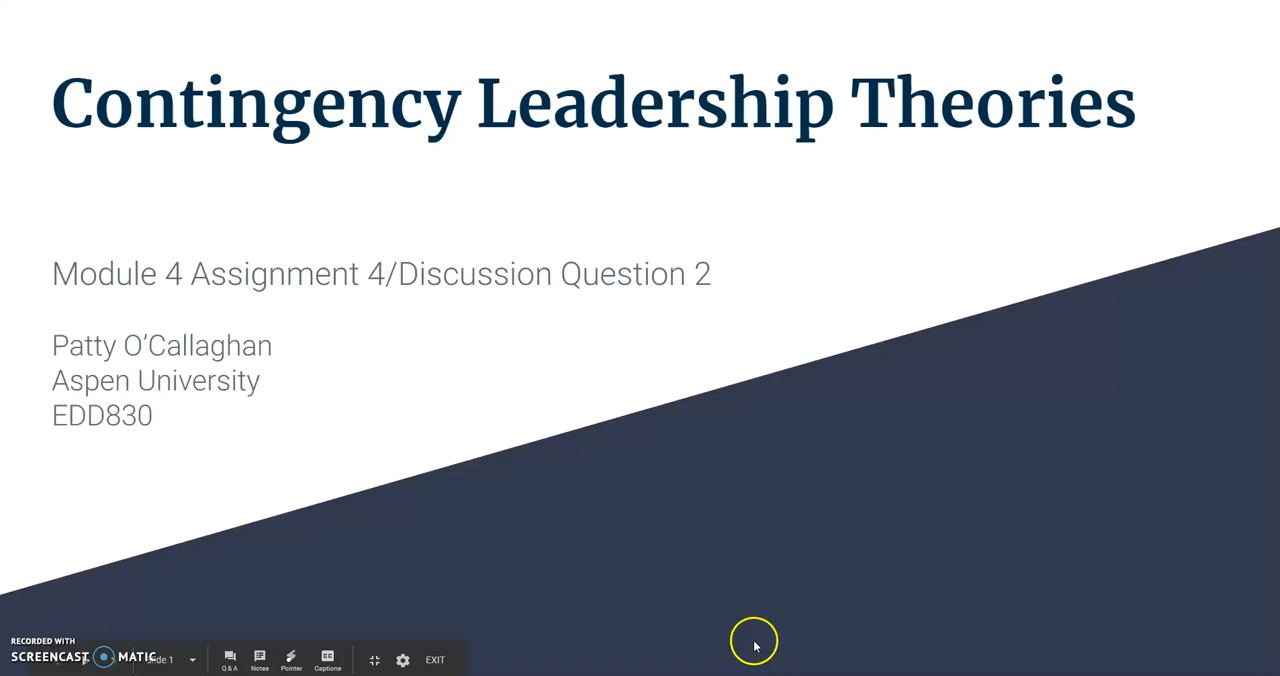 Contingency Leadership Theories
Module 4 Assignment 4/Discussion Question 2
Patty O’Callaghan
Aspen University
EDD830
RECORDED WITH
SCREENCAST MATIC
1
Q & A Notes Pointer Captions EXIT